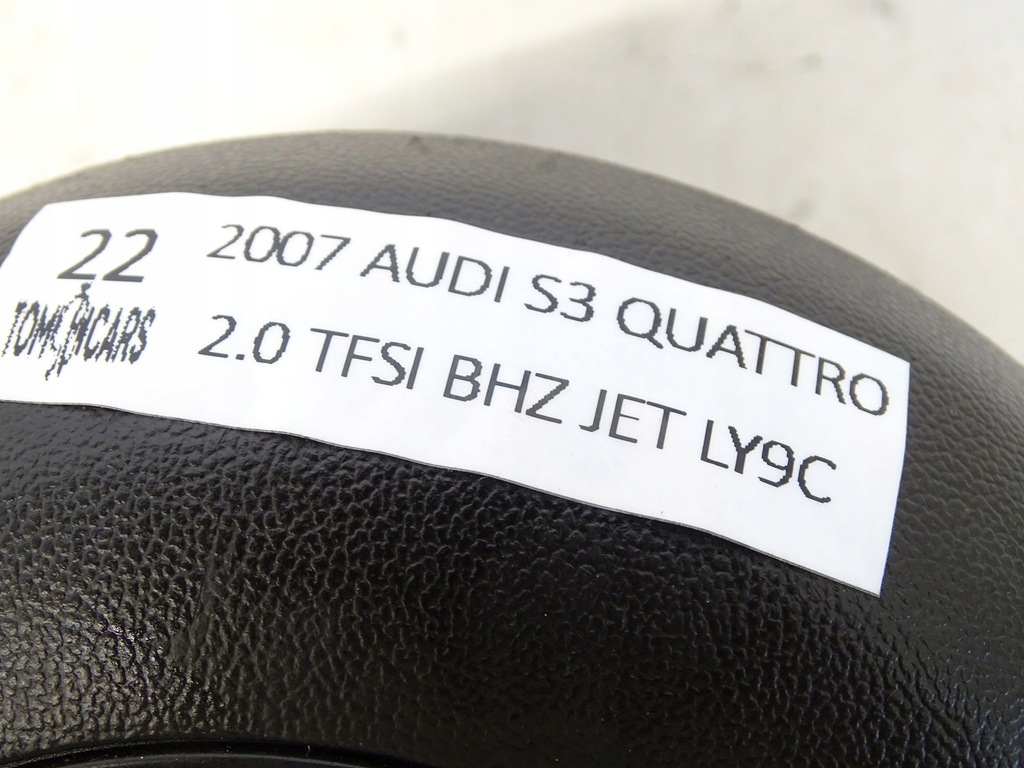 22
2007 AUDI S3 QUATTRO
2.0 TFSI BHZ JET LY9C